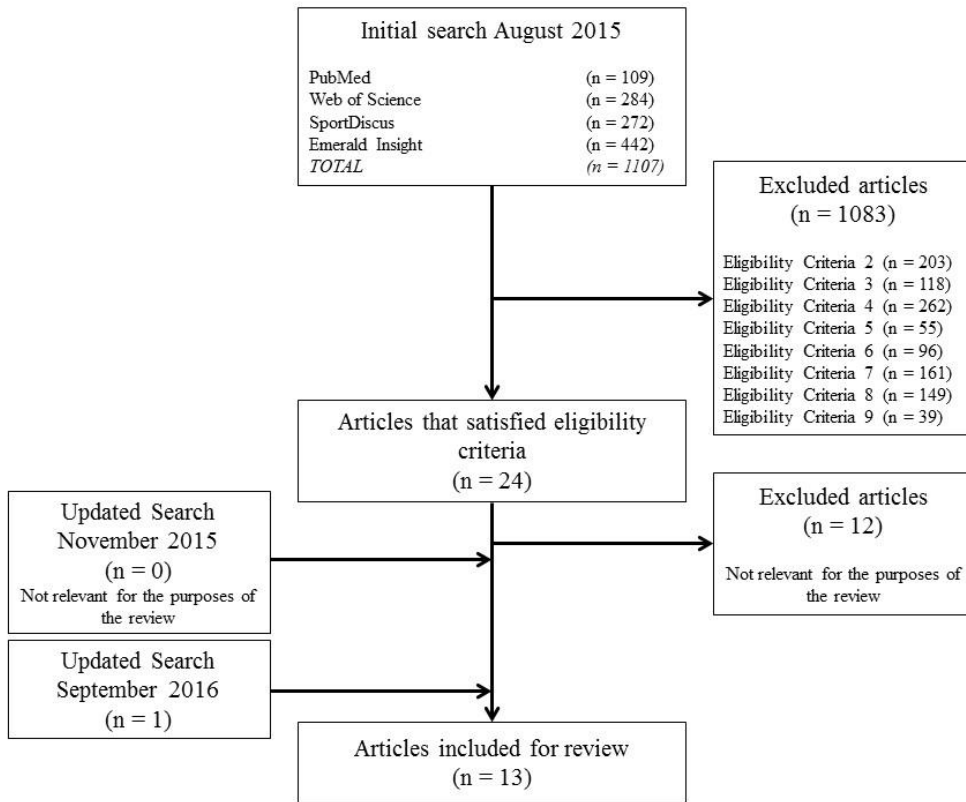 Initial search August 2015
PubMed (n = 109)
Web of Science (n = 284)
SportDiscus (n = 272)
Emerald Insight (n = 442)
TOTAL (n = 1107)
Excluded articles
(n = 1083)
Eligibility Criteria 2 (n = 203)
Eligibility Criteria 3 (n = 118)
Eligibility Criteria 4 (n = 262)
Eligibility Criteria 5 (n = 55)
Eligibility Criteria 6 (n = 96)
Eligibility Criteria 7 (n = 161)
Eligibility Criteria 8 (n = 149)
Eligibility Criteria 9 (n = 39)
Articles that satisfied eligibility
criteria
(n = 24)
Excluded articles
(n = 12)
Not relevant for the purposes of
the review
Updated Search
November 2015
(n = 0)
Not relevant for the purposes of
the review
Updated Search
September 2016
(n = 1)
Articles included for review
(n = 13)